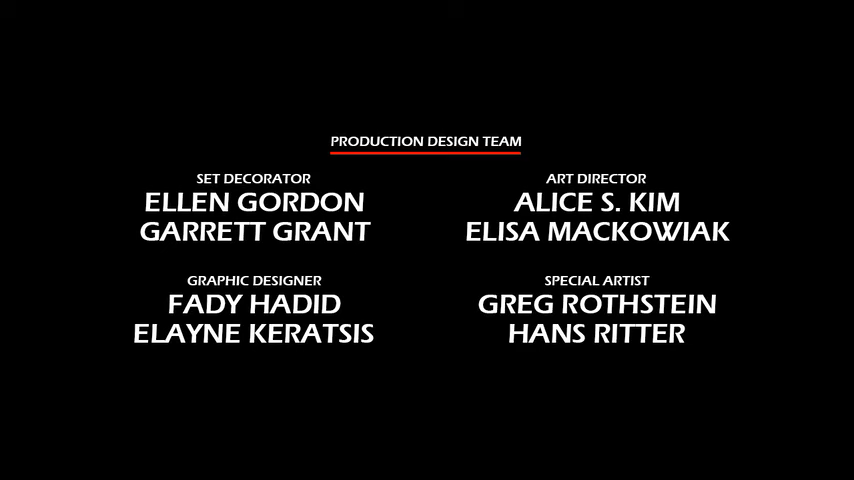 PRODUCTION DESIGN TEAM
SET DECORATOR
ELLEN GORDON
GARRETT GRANT
ART DIRECTOR
ALICE S. KIM
ELISA MACKOWIAK
GRAPHIC DESIGNER
FADY HADID
ELAYNE KERATSIS
SPECIAL ARTIST
GREG ROTHSTEIN
HANS RITTER